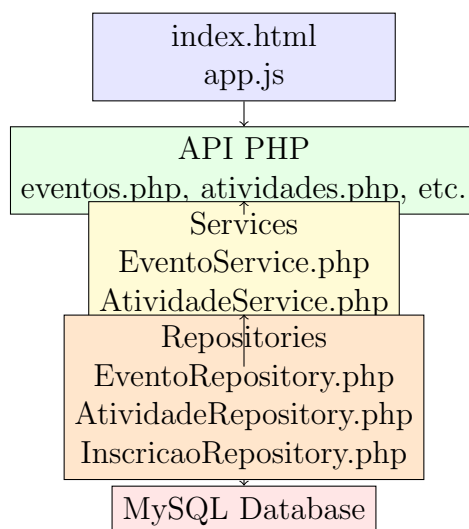 index.html
app.js
API PHP
eventos.php, atividades.php, etc.
Services
EventoService.php
AtividadeService.php
Repositories
EventoRepository.php
AtividadeRepository.php
InscricaoRepository.php
MySQL Database